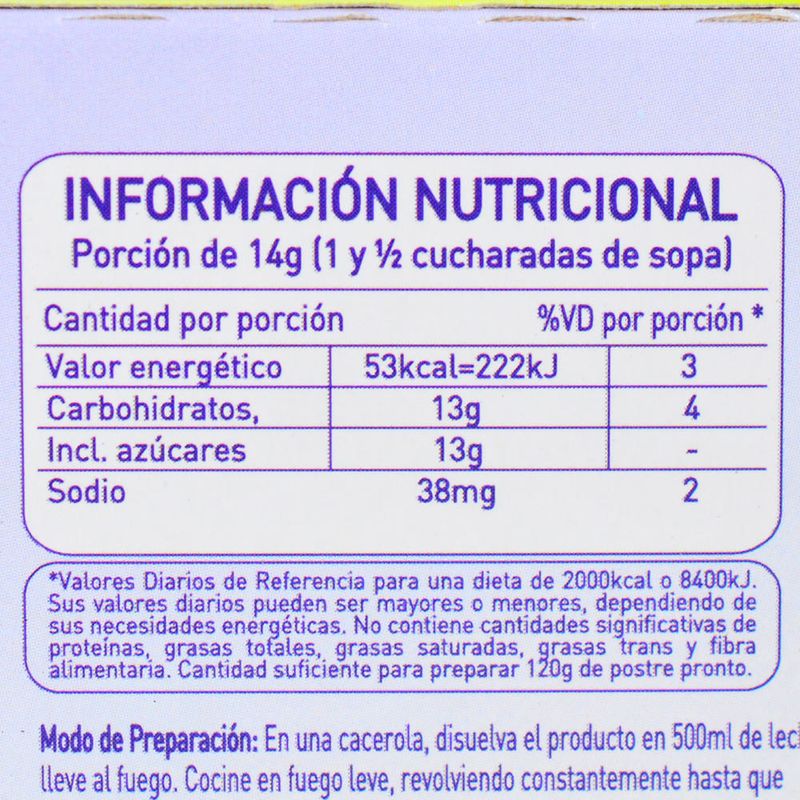 INFORMACIÓN NUTRICIONAL
Porción de 14g (1 y ½ cucharadas de sopa)
Cantidad por porción %VD por porción *
Valor energético 53kcal=222kJ 3
Carbohidratos, 13g 4
Incl. azúcares 13g -
Sodio 38mg 2
*Valores Diarios de Referencia para una dieta de 2000kcal o 8400kJ.
Sus valores diarios pueden ser mayores o menores, dependiendo de
sus necesidades energéticas. No contiene cantidades significativas de
proteínas, grasas totales, grasas saturadas, grasas trans y fibra
alimentaria. Cantidad suficiente para preparar 120g de postre pronto.
Modo de Preparación: En una cacerola, disuelva el producto en 500ml de
lleve al fuego. Cocine en fuego leve, revolviendo constantemente hasta que